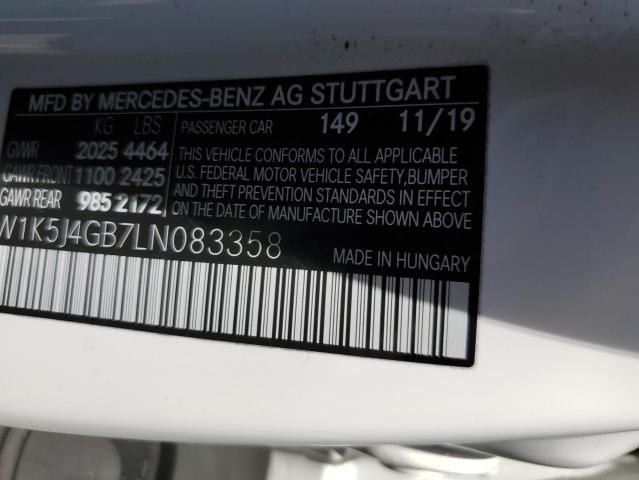 MFD BY MERCEDES-BENZ AG STUTTGART
KG LBS PASSENGER CAR 149 11/19
GVWR 2025 4464
GAWR FRONT 1100 2425
GAWR REAR 985 2172
THIS VEHICLE CONFORMS TO ALL APPLICABLE
U.S. FEDERAL MOTOR VEHICLE SAFETY,BUMPER
AND THEFT PREVENTION STANDARDS IN EFFECT
ON THE DATE OF MANUFACTURE SHOWN ABOVE.
W1K5J4GB7LN083358
MADE IN HUNGARY